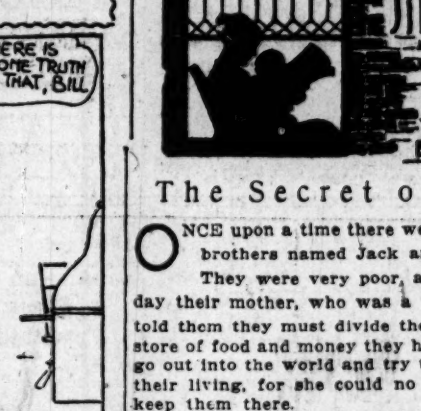 ERE IS
ONE TRUTH
THAT, BILL
The Secret o
ONCE upon a time there we
brothers named Jack a
They were very poor, a
day their mother, who was a
told them they must divide the
store of food and money they h
go out into the world and try t
their living, for she could no
keep them there.